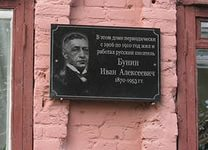 В этом доме периодически
с 1906 по 1910 год жил и
работал русский писатель
Бунин
Иван Алексеевич
1870-1953 гг.